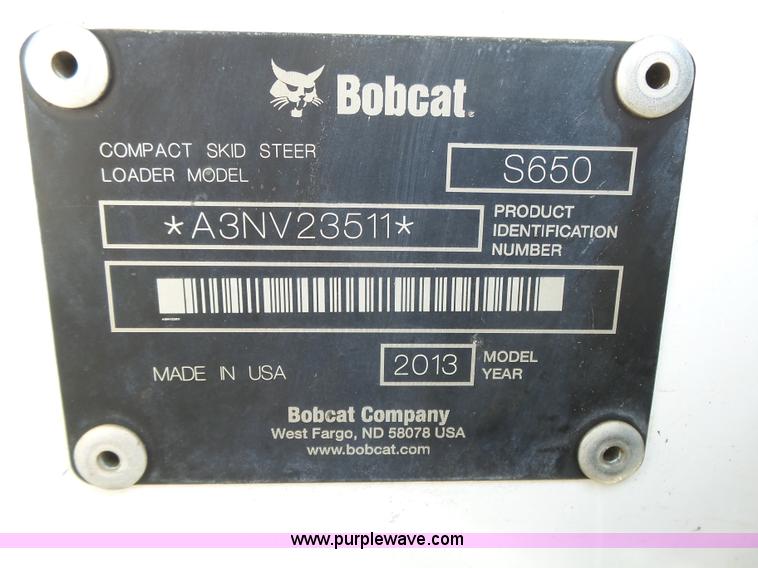 Bobcat.
COMPACT SKID STEER
LOADER MODEL
S650
*A3NV23511*
PRODUCT
IDENTIFICATION
NUMBER
MADE IN USA
2013
MODEL
YEAR
Bobcat Company
West Fargo, ND 58078 USA
www.bobcat.com
www.purplewave.com